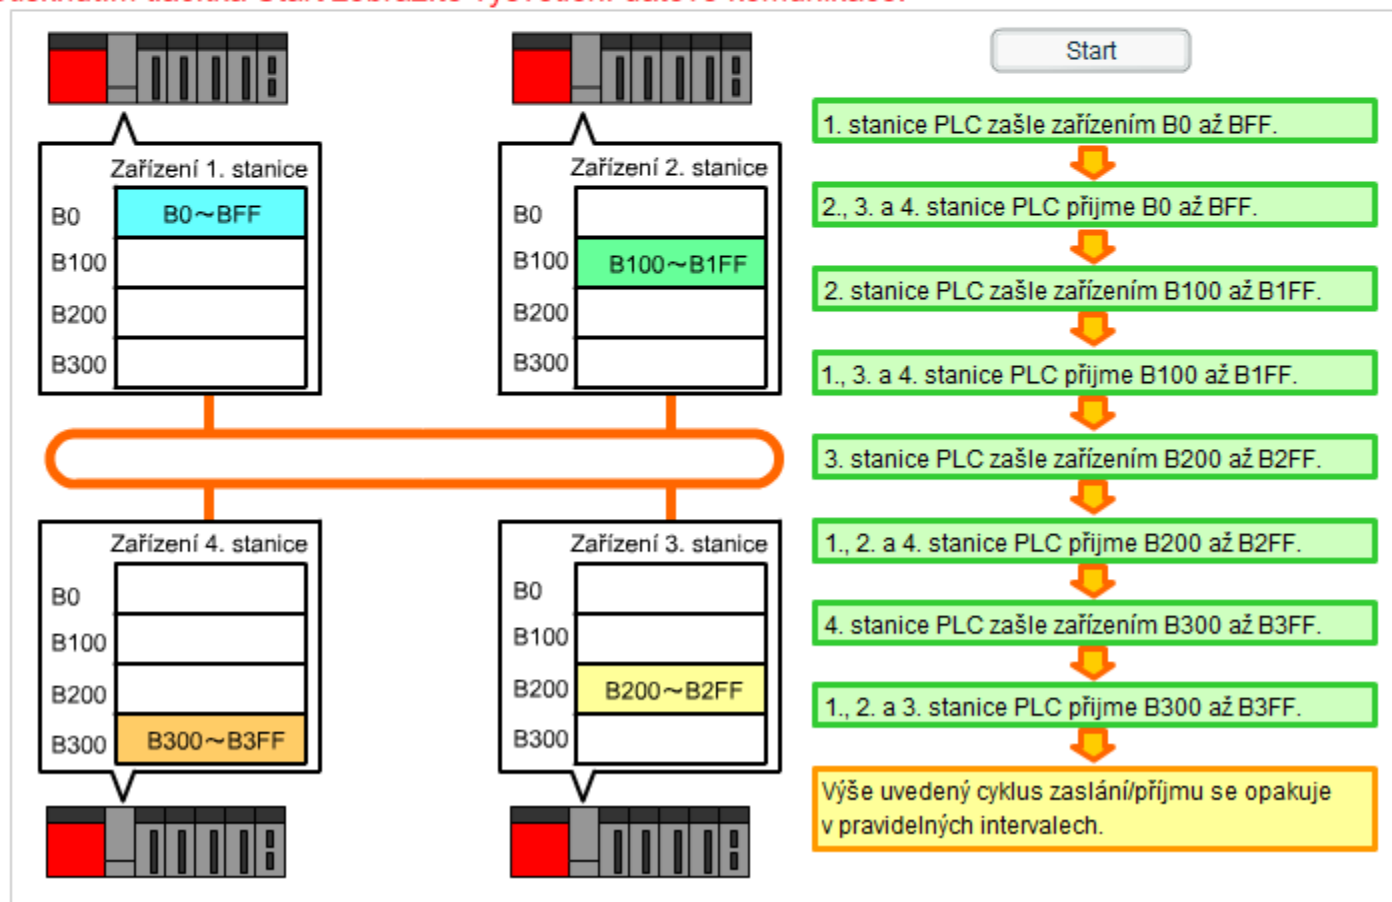 Start
Zařízení 1. stanice
B0
B0～BFF
B100
B200
B300
Zařízení 2. stanice
B0
B100
B100～B1FF
B200
B300
Zařízení 4. stanice
B0
B100
B200
B300
B300～B3FF
Zařízení 3. stanice
B0
B100
B200
B200～B2FF
B300
1. stanice PLC zašle zařízením B0 až BFF.
2., 3. a 4. stanice PLC přijme B0 až BFF.
2. stanice PLC zašle zařízením B100 až B1FF.
1., 3. a 4. stanice PLC přijme B100 až B1FF.
3. stanice PLC zašle zařízením B200 až B2FF.
1., 2. a 4. stanice PLC přijme B200 až B2FF.
4. stanice PLC zašle zařízením B300 až B3FF.
1., 2. a 3. stanice PLC přijme B300 až B3FF.
Výše uvedený cyklus zaslání/příjmu se opakuje
v pravidelných intervalech.